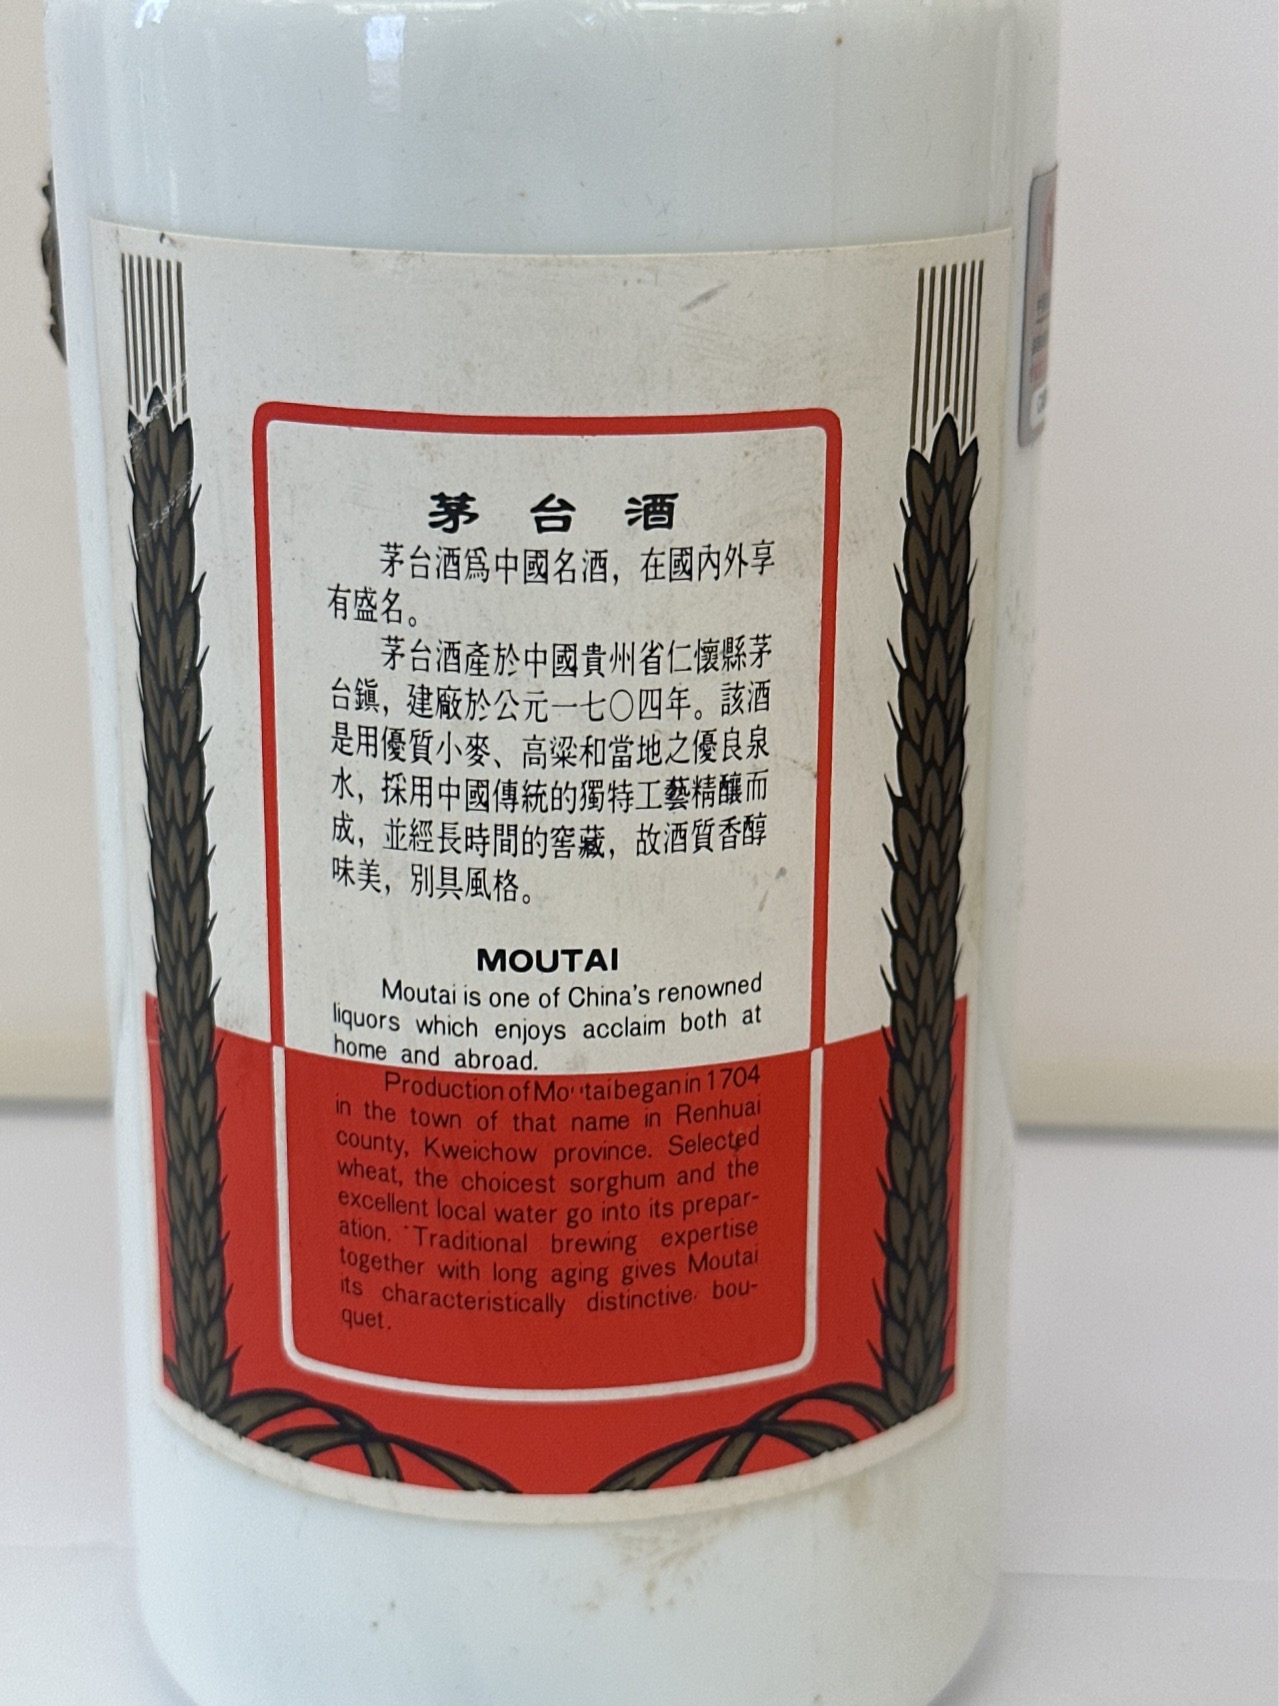 茅台酒
茅台酒爲中國名酒，在國內外享
有盛名。
茅台酒產於中國貴州省仁懷縣茅
台鎭，建廠於公元一七〇四年。該酒
是用優質小麥、高粱和當地之優良泉
水，採用中國傳統的獨特工藝精釀而
成，並經長時間的窖藏，故酒質香醇
味美，別具風格。
MOUTAI
Moutai is one of China's renowned
liquors which enjoys acclaim both at
home and abroad.
Production of Moutai began in 1704
in the town of that name in Renhuai
county, Kweichow province. Selected
wheat, the choicest sorghum and the
excellent local water go into its prepar-
ation. Traditional brewing expertise
together with long aging gives Moutai
its characteristically distinctive bou-
quet.